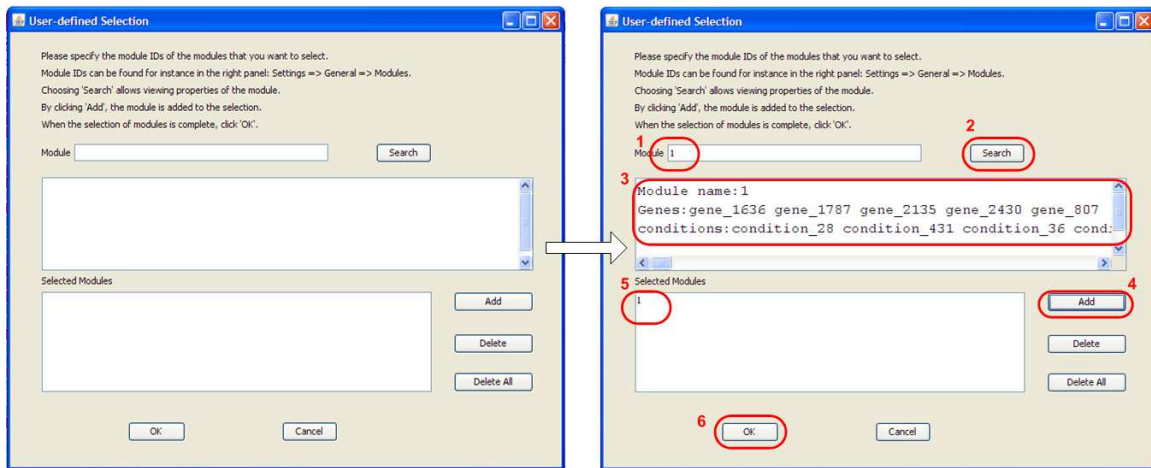 User-defined Selection
Please specify the module IDs of the modules that you want to select.
Module IDs can be found for instance in the right panel: Settings => General => Modules.
Choosing 'Search' allows viewing properties of the module.
By clicking 'Add', the module is added to the selection.
When the selection of modules is complete, click 'OK'.
Module
Search
Selected Modules
Add
Delete
Delete All
OK
Cancel
User-defined Selection
Please specify the module IDs of the modules that you want to select.
Module IDs can be found for instance in the right panel: Settings => General => Modules.
Choosing 'Search' allows viewing properties of the module.
By clicking 'Add', the module is added to the selection.
When the selection of modules is complete, click 'OK'.
1
2
Module 1
Search
3
Module name:1
Genes:gene_1636 gene_1787 gene_2135 gene_2430 gene_807
conditions:condition_28 condition_431 condition_36 condi
5
Selected Modules
4
1
Add
Delete
Delete All
6
OK
Cancel